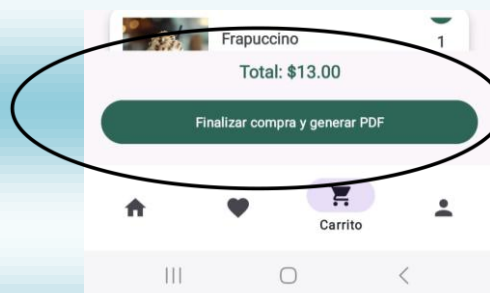 Frapuccino
1
Total: $13.00
Finalizar compra y generar PDF
Carrito